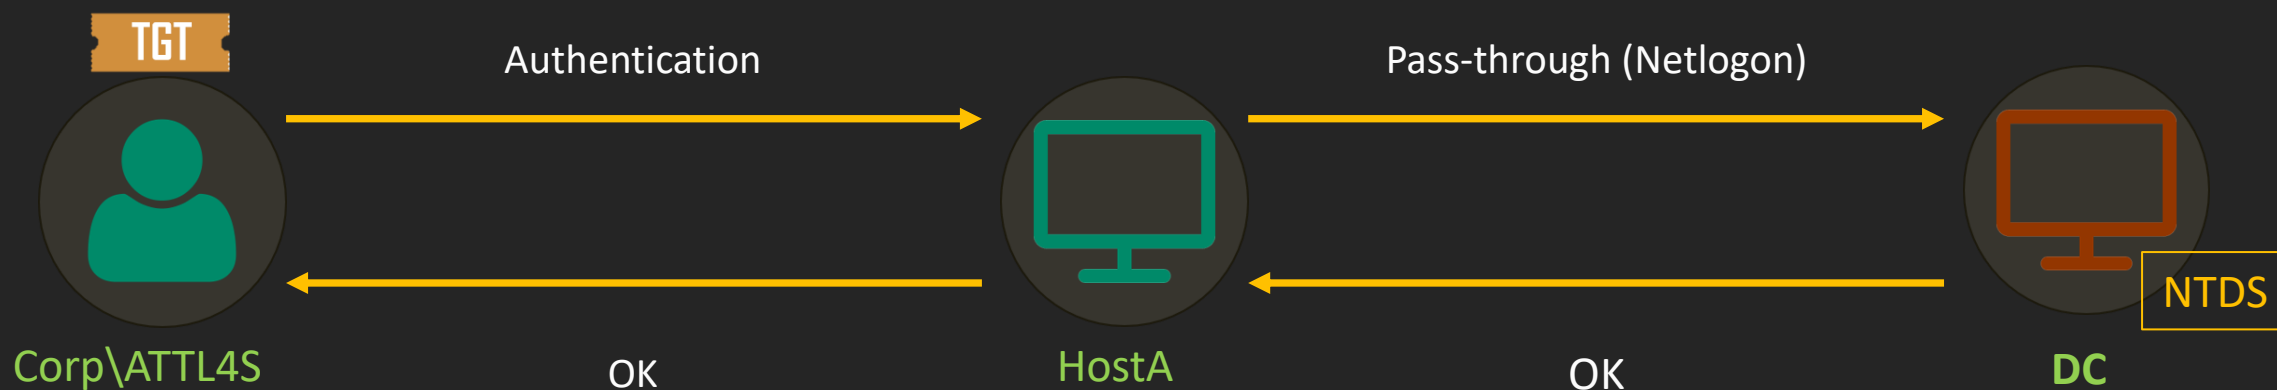 TGT
Authentication
Pass-through (Netlogon)
NTDS
Corp\ATTL4S
OK
HostA
OK
DC